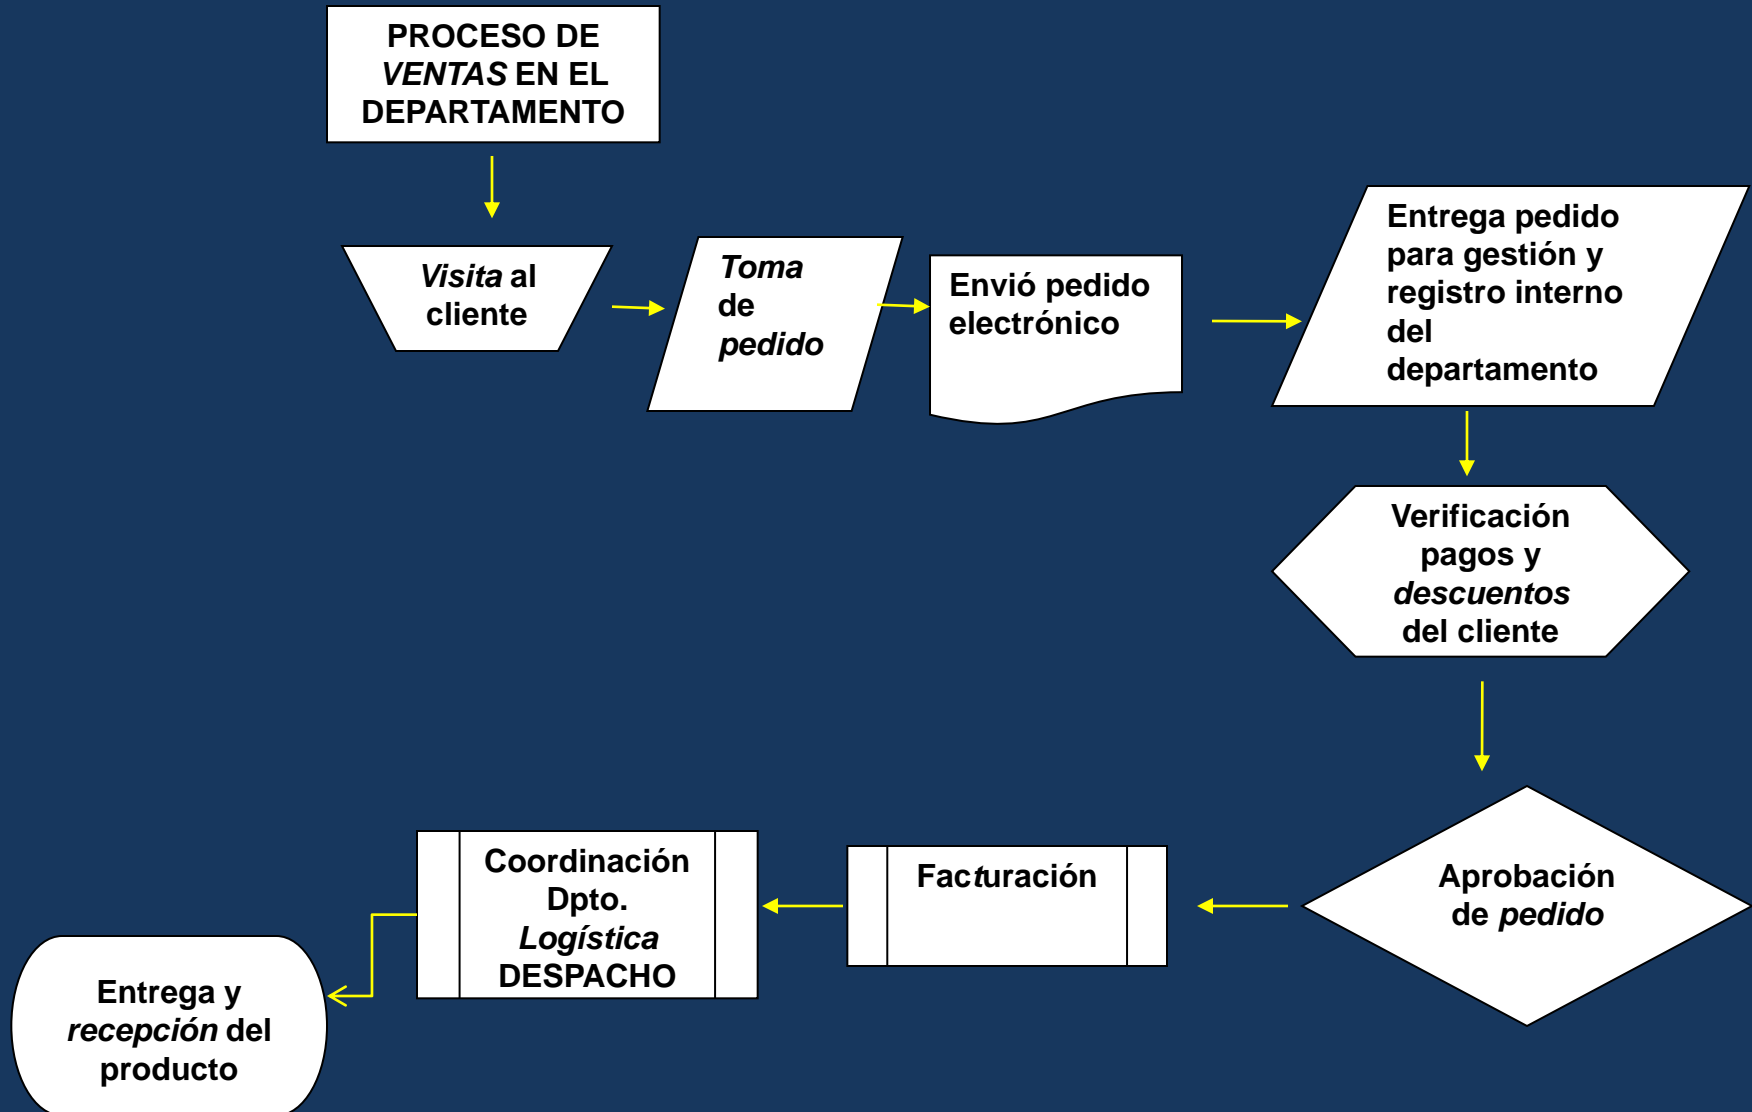 PROCESO DE
VENTAS EN EL
DEPARTAMENTO
Visita al
cliente
Toma
de
pedido
Envió pedido
electrónico
Entrega pedido
para gestión y
registro interno
del
departamento
Verificación
pagos y
descuentos
del cliente
Aprobación
de pedido
Facturación
Coordinación
Dpto.
Logística
DESPACHO
Entrega y
recepción del
producto